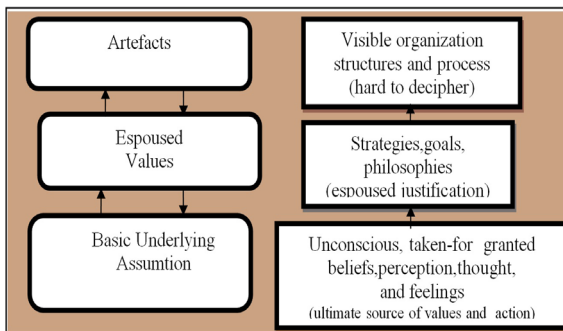 Artefacts
Espoused
Values
Basic Underlying
Assumtion
Visible organization
structures and process
(hard to decipher)
Strategies,goals,
philosophies
(espoused justification)
Unconscious, taken-for granted
beliefs,perception,thought,
and feelings
(ultimate source of values and action)